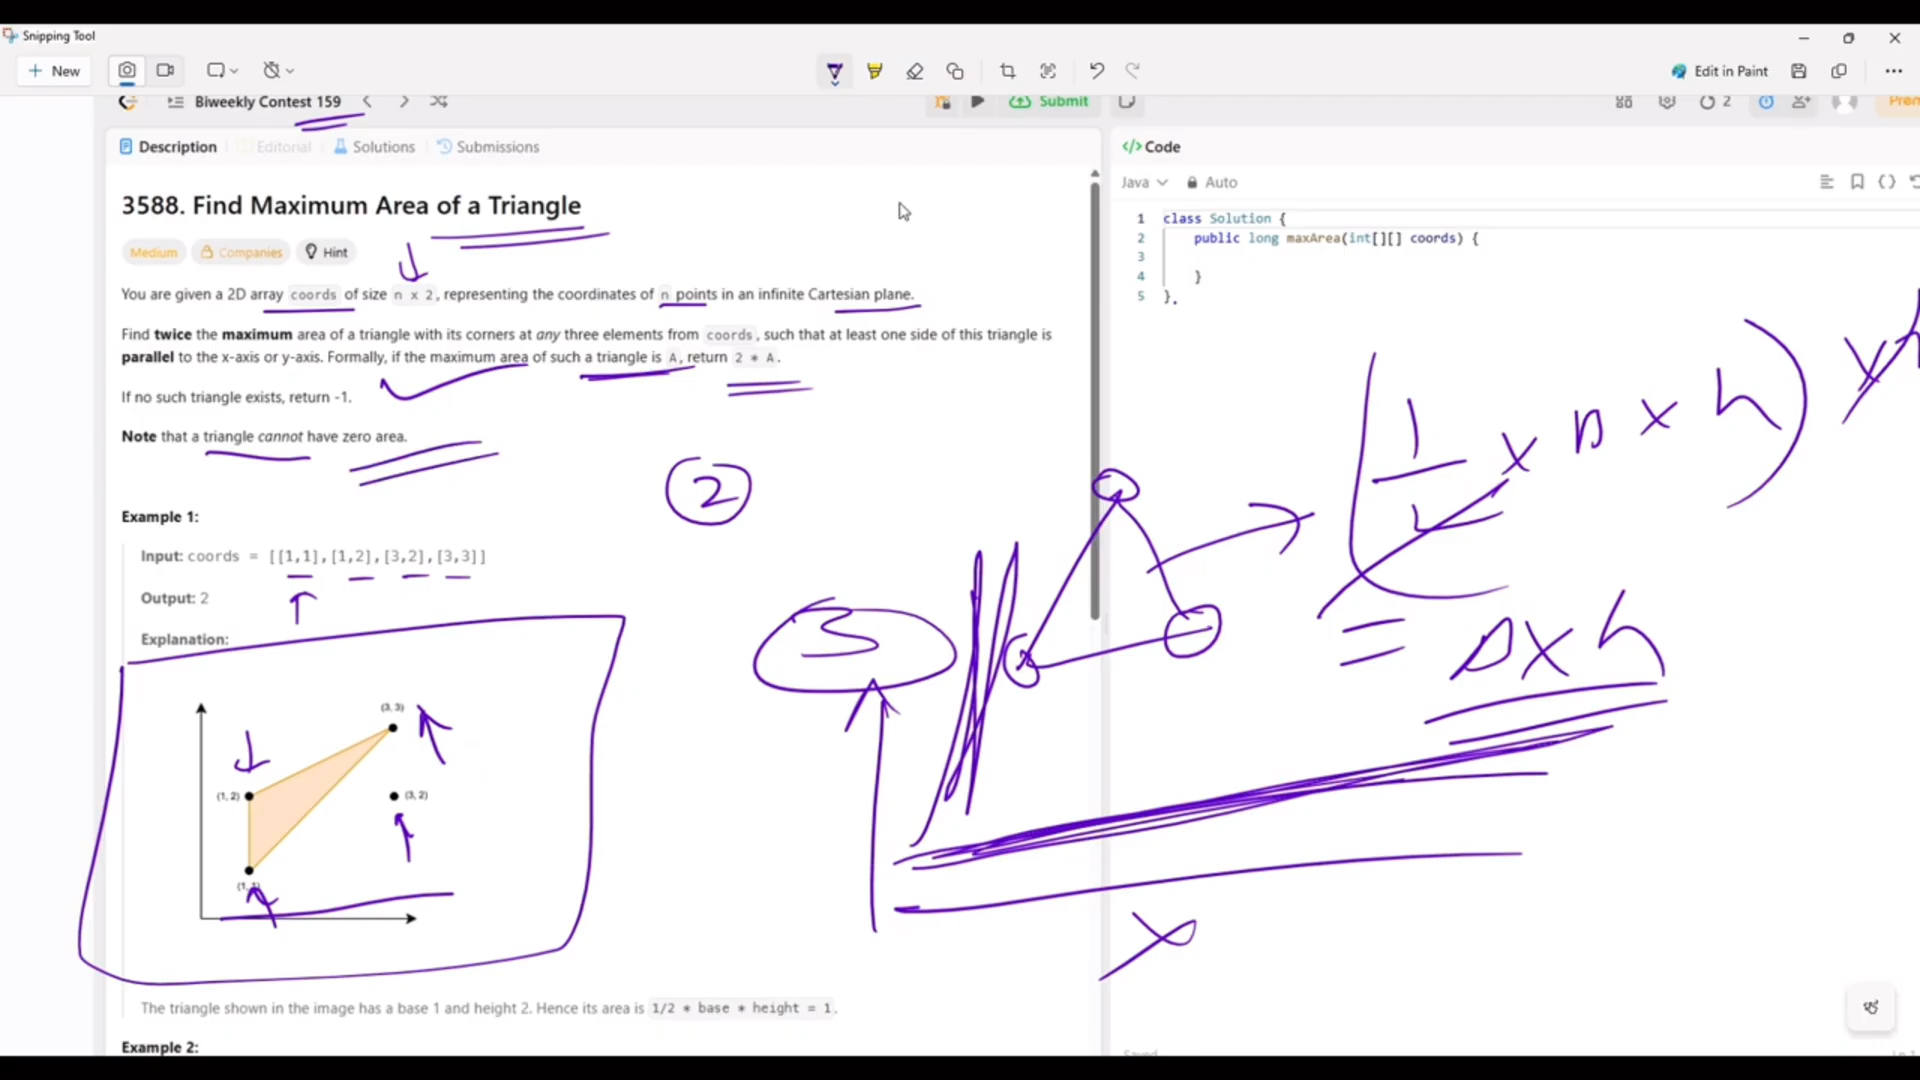 Snipping Tool
New
Edit in Paint
Biweekly Contest 159
Submit
2
Prem
Description
Editorial
Solutions
Submissions
</> Code
Java
Auto
3588. Find Maximum Area of a Triangle
Medium
Companies
Hint
You are given a 2D array coords of size n x 2, representing the coordinates of n points in an infinite Cartesian plane.
Find twice the maximum area of a triangle with its corners at any three elements from coords, such that at least one side of this triangle is
parallel to the x-axis or y-axis. Formally, if the maximum area of such a triangle is A, return 2 * A.
If no such triangle exists, return -1.
Note that a triangle cannot have zero area.
2
Example 1:
Input: coords = [[1,1],[1,2],[3,2],[3,3]]
Output: 2
Explanation:
(3, 3)
(1, 2)
(3, 2)
The triangle shown in the image has a base 1 and height 2. Hence its area is 1/2 * base * height = 1.
Example 2:
1 class Solution {
2 public long maxArea(int[][] coords) {
3
4 }
5 }
1
x b x h
= b x h
x